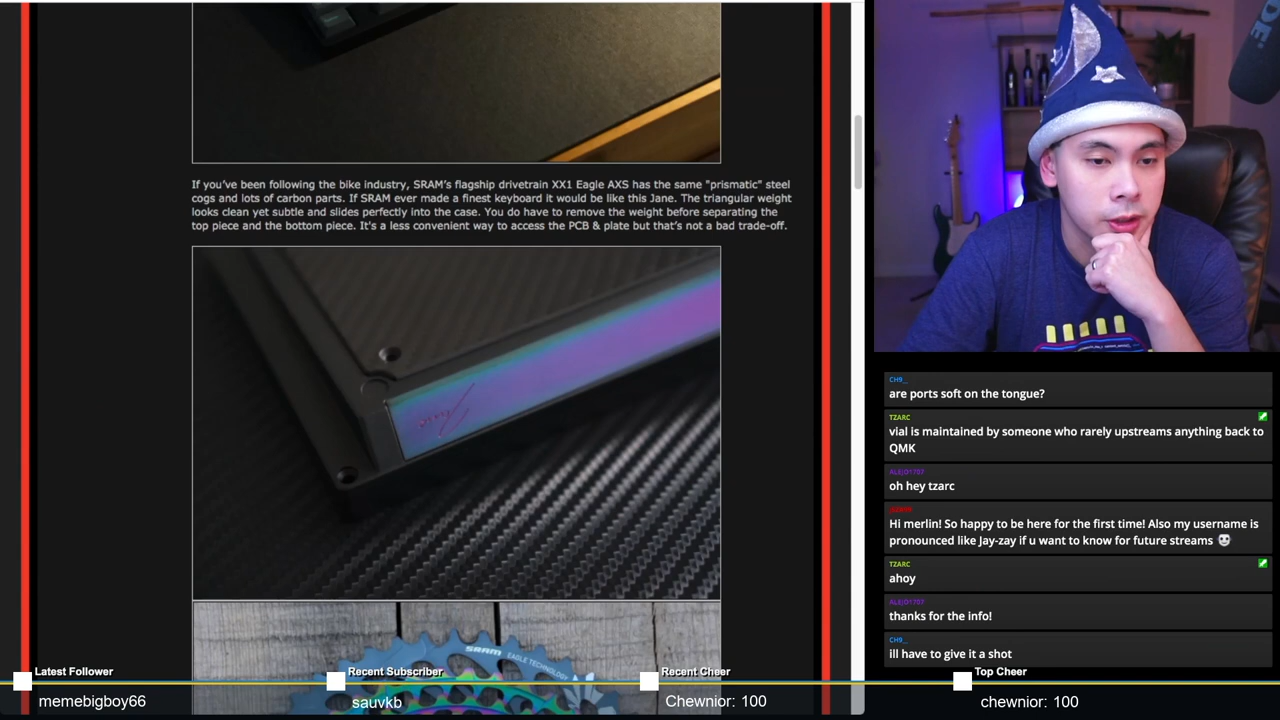 If you've been following the bike industry, SRAM's flagship drivetrain XX1 Eagle AXS has the same "prismatic" steel
cogs and lots of carbon parts. If SRAM ever made a finest keyboard it would be like this Jane. The triangular weight
looks clean yet subtle and slides perfectly into the case. You do have to remove the weight before separating the
top piece and the bottom piece. It's a less convenient way to access the PCB & plate but that's not a bad trade-off.
SRAM
EAGLE TECHNOLOGY
CH9_
are ports soft on the tongue?
TZARC
vial is maintained by someone who rarely upstreams anything back to
QMK
ALEJO1707
oh hey tzarc
Hi merlin! So happy to be here for the first time! Also my username is
pronounced like Jay-zay if u want to know for future streams
TZARC
ahoy
ALEJO1707
thanks for the info!
CH9_
ill have to give it a shot
Latest Follower
memebigboy66
Recent Subscriber
sauvkb
Recent Cheer
Chewnior: 100
Top Cheer
chewnior: 100